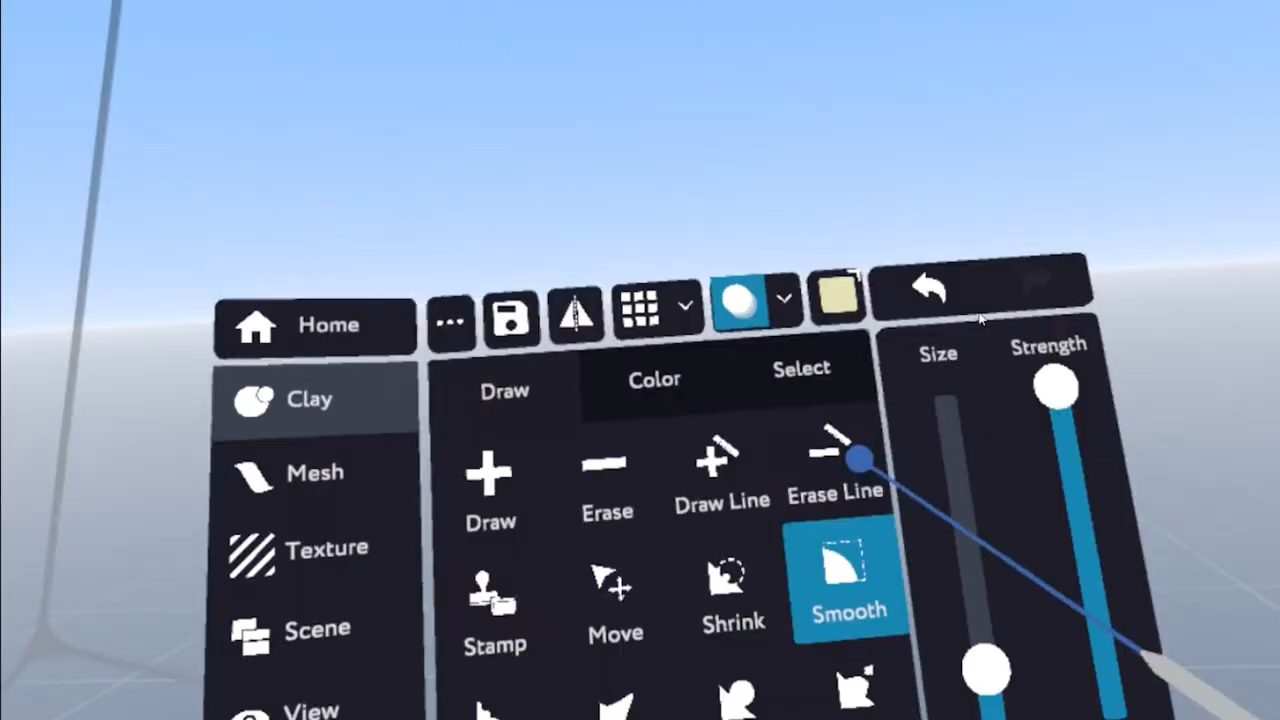 Home
Clay
Mesh
Texture
Scene
View
Draw
Color
Select
Draw
Erase
Draw Line
Erase Line
Stamp
Move
Shrink
Smooth
Size
Strength